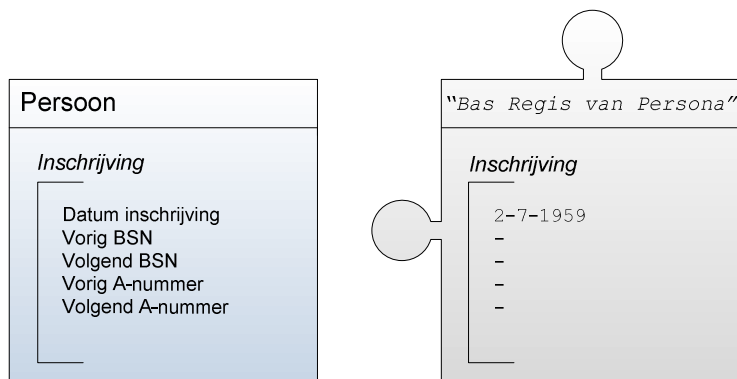 Persoon
Inschrijving
Datum inschrijving
Vorig BSN
Volgend BSN
Vorig A-nummer
Volgend A-nummer
"Bas Regis van Persona"
Inschrijving
2-7-1959
-
-
-
-